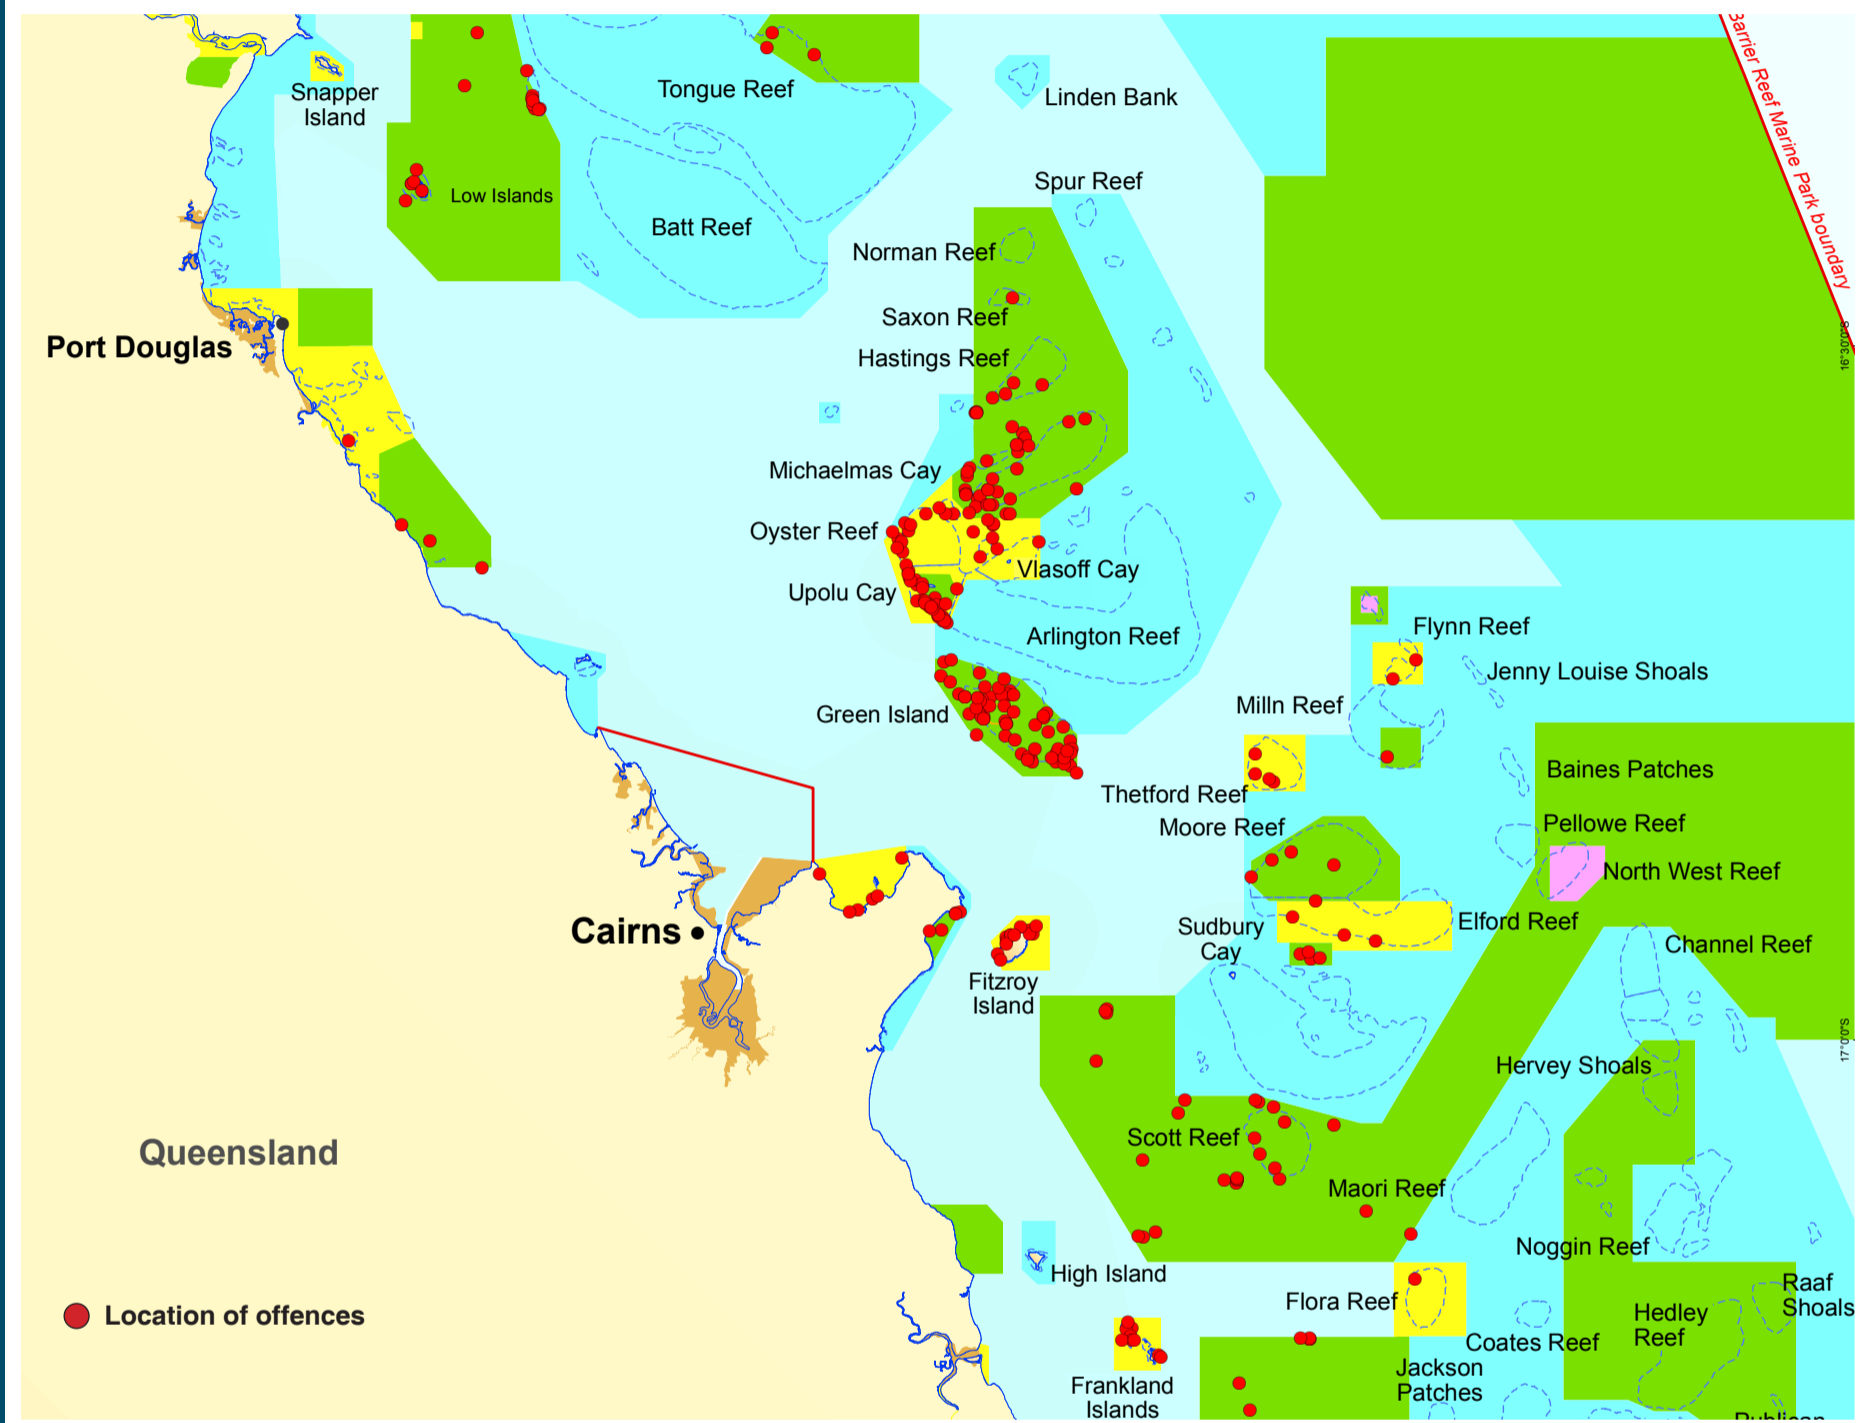 Snapper
Island
Tongue Reef
Linden Bank
Barrier Reef Marine Park boundary
Low Islands
Batt Reef
Spur Reef
Norman Reef
Saxon Reef
Hastings Reef
16°30'0"S
Port Douglas
Michaelmas Cay
Oyster Reef
Vlasoff Cay
Upolu Cay
Arlington Reef
Flynn Reef
Jenny Louise Shoals
Milln Reef
Green Island
Baines Patches
Thetford Reef
Moore Reef
Pellowe Reef
North West Reef
Cairns
Sudbury
Cay
Elford Reef
Channel Reef
Fitzroy
Island
17°0'0"S
Hervey Shoals
Queensland
Scott Reef
Maori Reef
Noggin Reef
High Island
Raaf
Shoals
Flora Reef
Hedley
Reef
Location of offences
Coates Reef
Jackson
Patches
Frankland
Islands